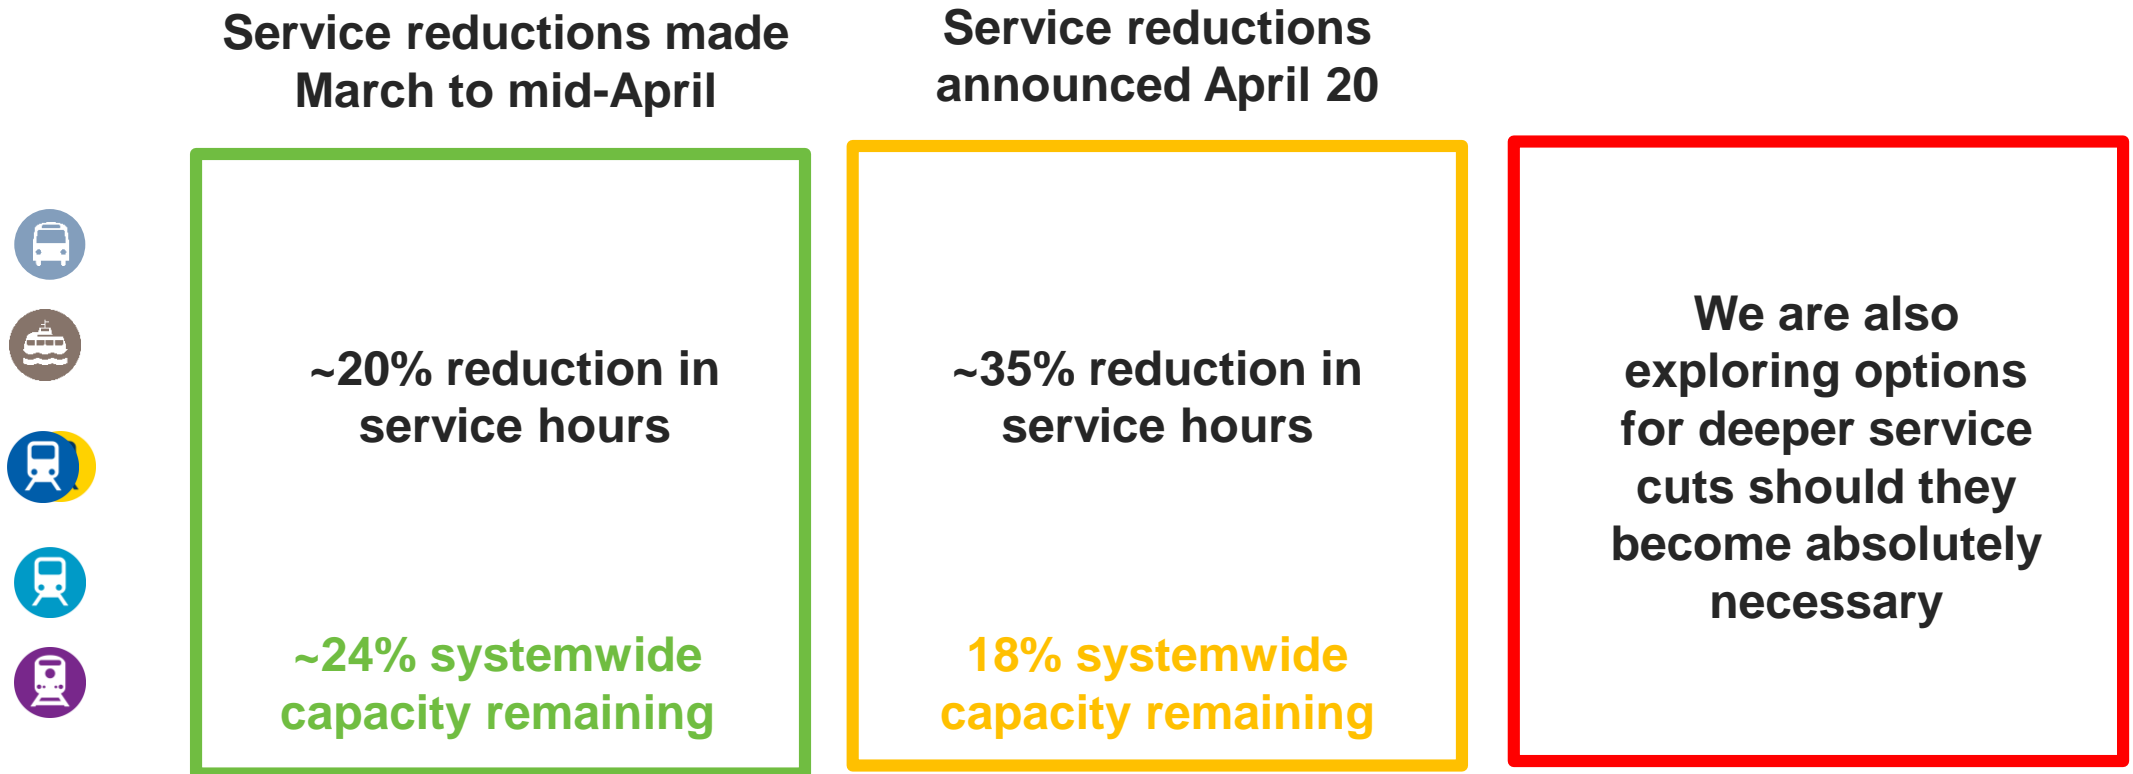 Service reductions made
March to mid-April
~20% reduction in
service hours
~24% systemwide
capacity remaining
Service reductions
announced April 20
~35% reduction in
service hours
18% systemwide
capacity remaining
We are also
exploring options
for deeper service
cuts should they
become absolutely
necessary